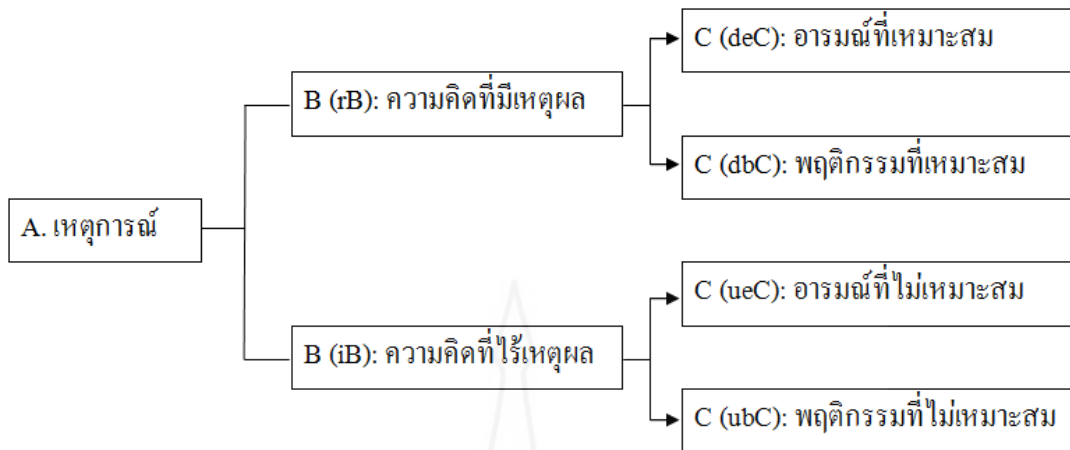 C (deC): อารมณ์ที่เหมาะสม
B (rB): ความคิดที่มีเหตุผล
C (dbC): พฤติกรรมที่เหมาะสม
A. เหตุการณ์
C (ueC): อารมณ์ที่ไม่เหมาะสม
B (iB): ความคิดที่ไร้เหตุผล
C (ubC): พฤติกรรมที่ไม่เหมาะสม